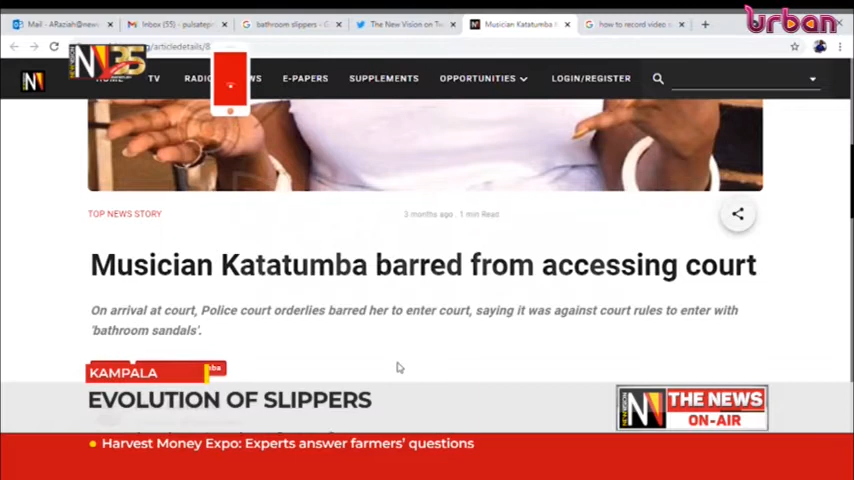 Mail - ARaziah@new
Inbox (55) - pulsatep
bathroom slippers - G
The New Vision on Tw
Musician Katatumba b
how to record video
urban
articledetails/8
35
TV
E-PAPERS
SUPPLEMENTS
OPPORTUNITIES
LOGIN/REGISTER
TOP NEWS STORY
3 months ago . 1 min Read
Musician Katatumba barred from accessing court
On arrival at court, Police court orderlies barred her to enter court, saying it was against court rules to enter with
'bathroom sandals'.
KAMPALA
EVOLUTION OF SLIPPERS
THE NEWS
ON-AIR
Harvest Money Expo: Experts answer farmers' questions